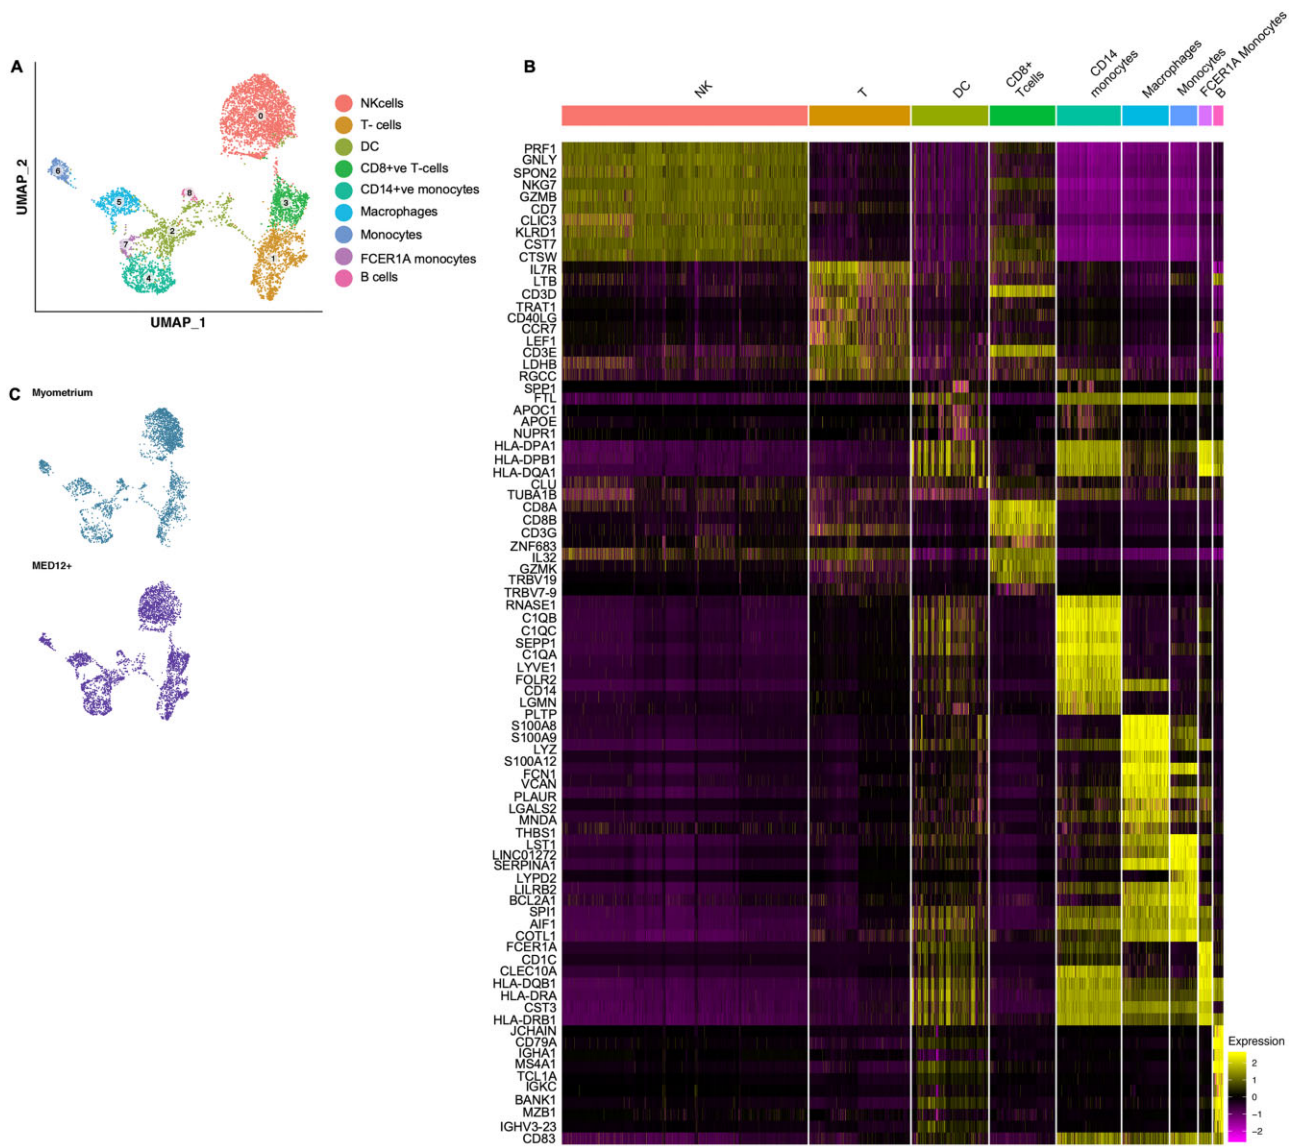 A
UMAP_2
UMAP_1
0
6
5
8
3
2
7
1
4
NKcells
T- cells
DC
CD8+ve T-cells
CD14+ve monocytes
Macrophages
Monocytes
FCER1A monocytes
B cells
C
Myometrium
MED12+
B
NK
T
DC
CD8+
Tcells
CD14
monocytes
Macrophages
Monocytes
FCER1A Monocytes
B
PRF1
GNLY
SPON2
NKG7
GZMB
CD7
CLIC3
KLRD1
CST7
CTSW
IL7R
LTB
CD3D
TRAT1
CD40LG
CCR7
LEF1
CD3E
LDHB
RGCC
SPP1
FTL
APOC1
APOE
NUPR1
HLA-DPA1
HLA-DPB1
HLA-DQA1
CLU
TUBA1B
CD8A
CD8B
CD3G
ZNF683
IL32
GZMK
TRBV19
TRBV7-9
RNASE1
C1QB
C1QC
SEPP1
C1QA
LYVE1
FOLR2
CD14
LGMN
PLTP
S100A8
S100A9
LYZ
S100A12
FCN1
VCAN
PLAUR
LGALS2
MNDA
THBS1
LST1
LINC01272
SERPINA1
LYPD2
LILRB2
BCL2A1
SPI1
AIF1
COTL1
FCER1A
CD1C
CLEC10A
HLA-DQB1
HLA-DRA
CST3
HLA-DRB1
JCHAIN
CD79A
IGHA1
MS4A1
TCL1A
IGKC
BANK1
MZB1
IGHV3-23
CD83
Expression
2
1
0
−1
−2